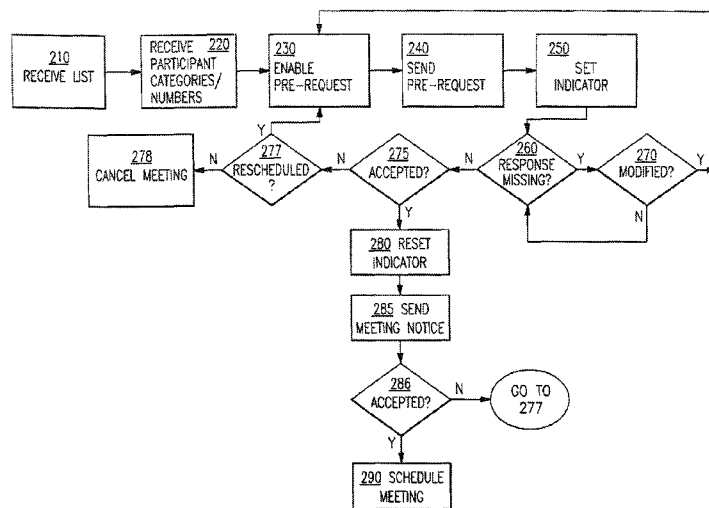 210
RECEIVE LIST
RECEIVE 220
PARTICIPANT
CATEGORIES/
NUMBERS
230
ENABLE
PRE-REQUEST
240
SEND
PRE-REQUEST
250
SET
INDICATOR
278
CANCEL MEETING
N
Y
277
RESCHEDULED
?
N
275
ACCEPTED?
N
260
RESPONSE
MISSING?
Y
270
MODIFIED?
Y
N
Y
280 RESET
INDICATOR
285 SEND
MEETING NOTICE
286
ACCEPTED?
N
GO TO
277
Y
290 SCHEDULE
MEETING